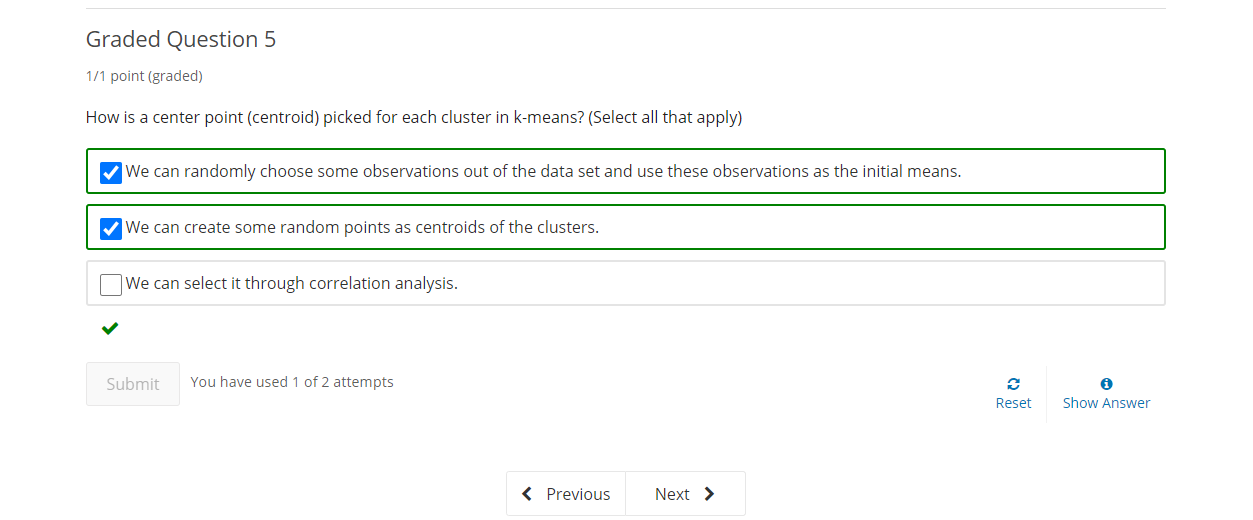 Graded Question 5
1/1 point (graded)
How is a center point (centroid) picked for each cluster in k-means? (Select all that apply)
We can randomly choose some observations out of the data set and use these observations as the initial means.
We can create some random points as centroids of the clusters.
We can select it through correlation analysis.
Submit You have used 1 of 2 attempts
Reset Show Answer
Previous Next